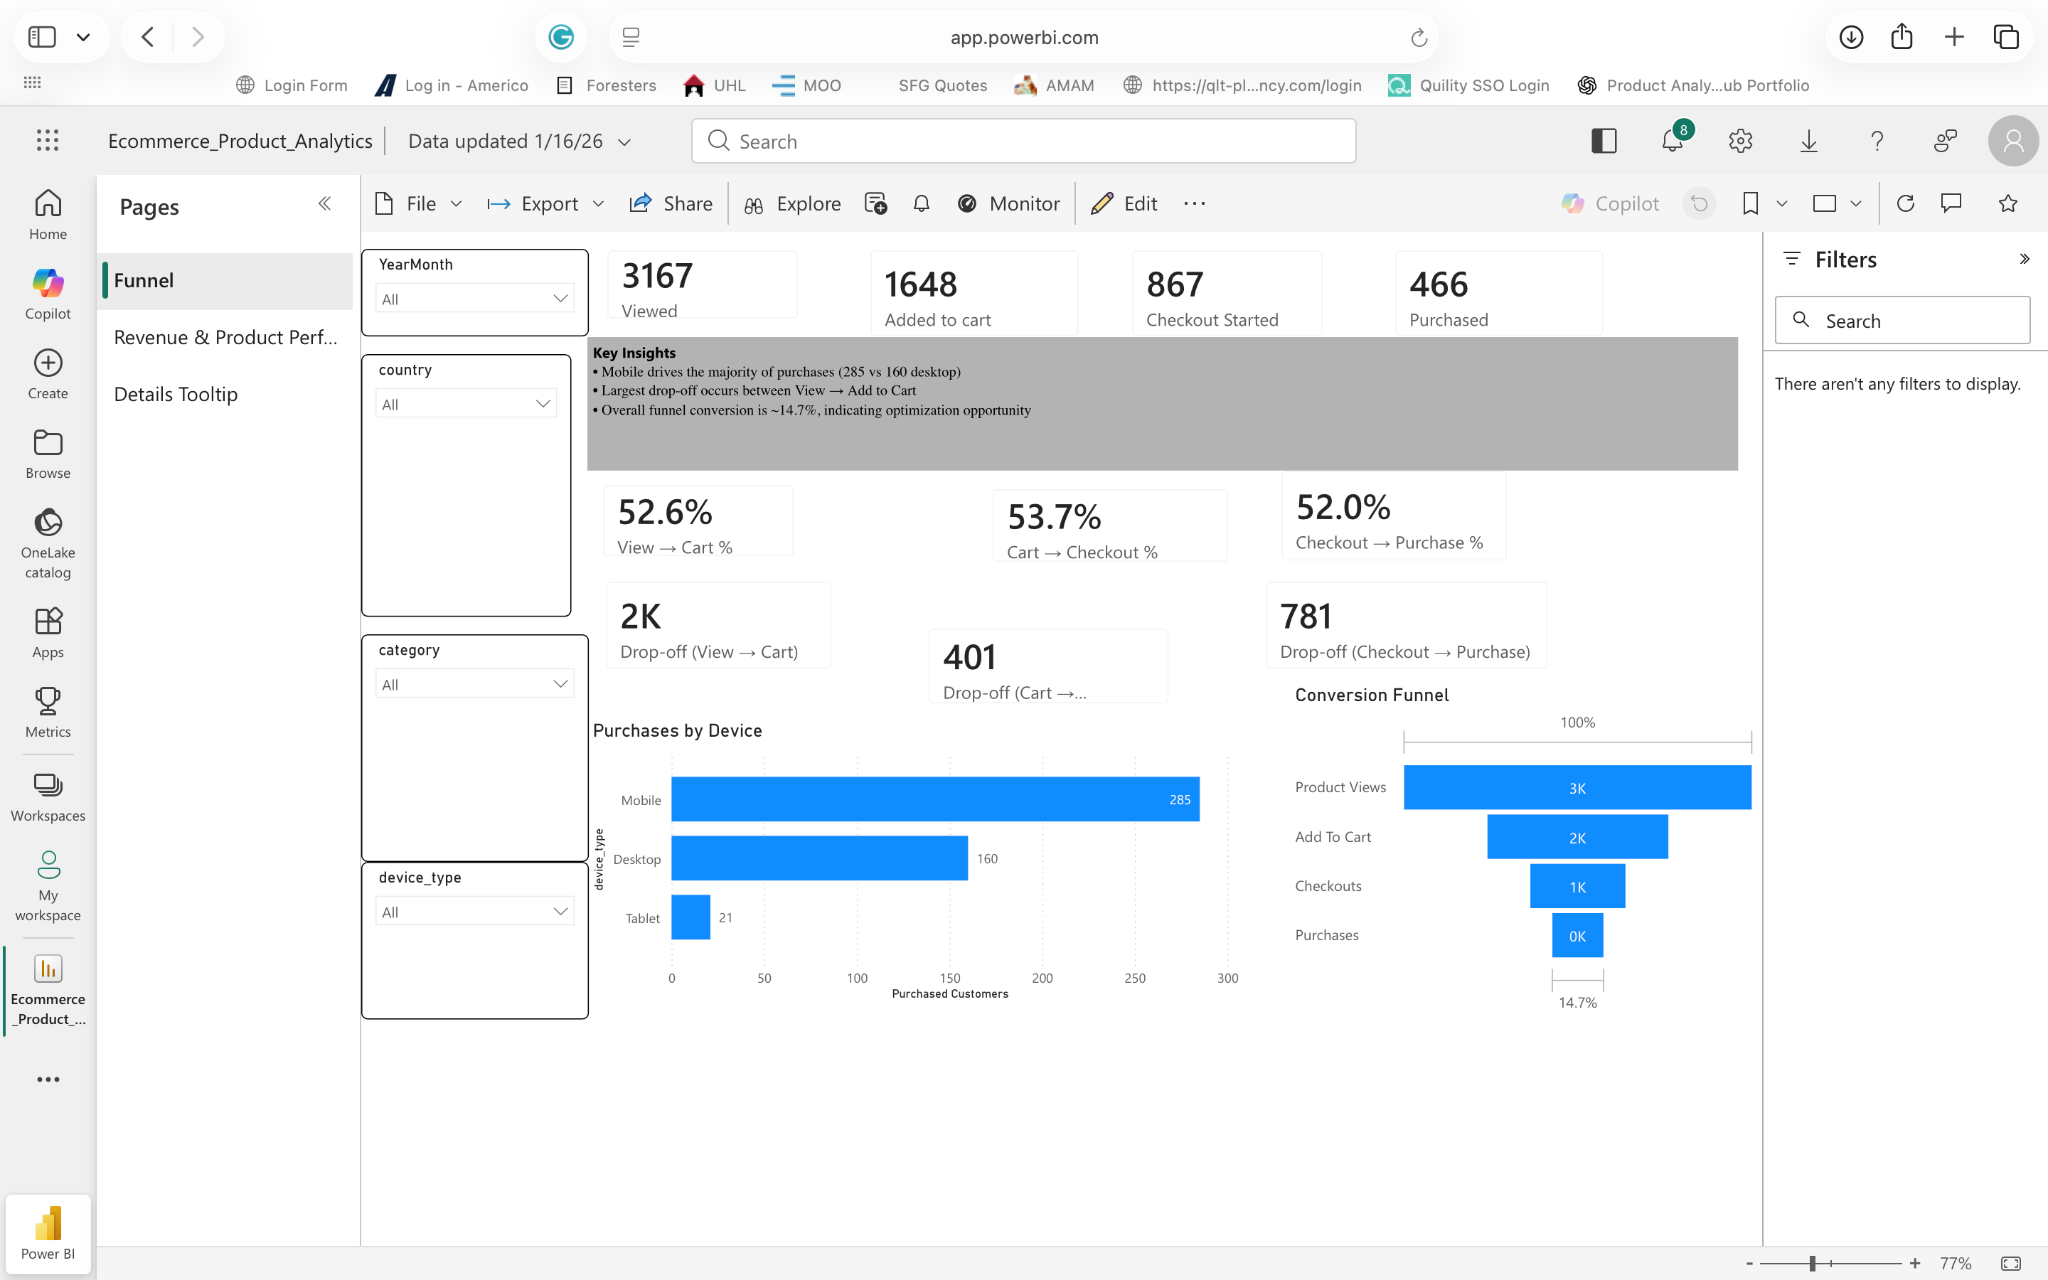 app.powerbi.com
Login Form
Log in - Americo
Foresters
UHL
MOO
SFG Quotes
AMAM
https://qlt-pl...ncy.com/login
Quility SSO Login
Product Analy...ub Portfolio
Ecommerce_Product_Analytics
Data updated 1/16/26
Search
8
Home
Copilot
Create
Browse
OneLake
catalog
Apps
Metrics
Workspaces
My
workspace
Ecommerce
_Product_...
Power BI
Pages
Funnel
Revenue & Product Perf...
Details Tooltip
File
Export
Share
Explore
Monitor
Edit
Copilot
YearMonth
All
country
All
category
All
device_type
All
3167
Viewed
1648
Added to cart
867
Checkout Started
466
Purchased
Key Insights
• Mobile drives the majority of purchases (285 vs 160 desktop)
• Largest drop-off occurs between View → Add to Cart
• Overall funnel conversion is ~14.7%, indicating optimization opportunity
52.6%
View → Cart %
53.7%
Cart → Checkout %
52.0%
Checkout → Purchase %
2K
Drop-off (View → Cart)
401
Drop-off (Cart →...
781
Drop-off (Checkout → Purchase)
Purchases by Device
device_type
Mobile
285
Desktop
160
Tablet
21
0 50 100 150 200 250 300
Purchased Customers
Conversion Funnel
100%
Product Views
3K
Add To Cart
2K
Checkouts
1K
Purchases
0K
14.7%
Filters
Search
There aren't any filters to display.
- + 77%